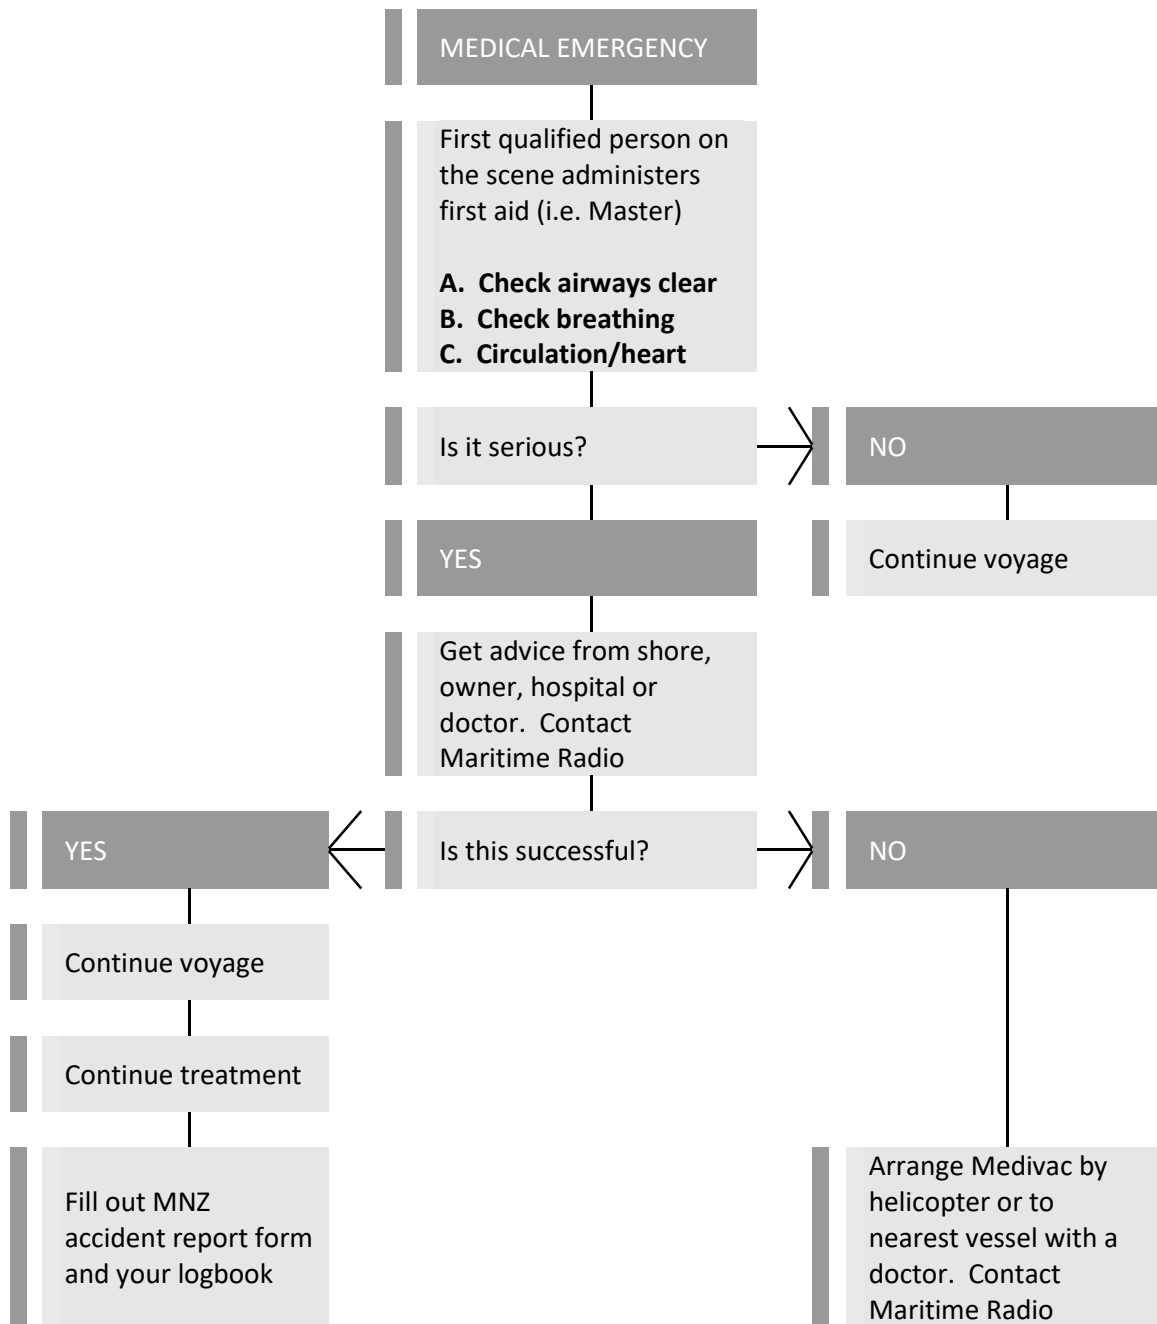 MEDICAL EMERGENCY
First qualified person on
the scene administers
first aid (i.e. Master)
A. Check airways clear
B. Check breathing
C. Circulation/heart
Is it serious?
NO
YES
Continue voyage
Get advice from shore,
owner, hospital or
doctor. Contact
Maritime Radio
YES
Is this successful?
NO
Continue voyage
Continue treatment
Fill out MNZ
accident report form
and your logbook
Arrange Medivac by
helicopter or to
nearest vessel with a
doctor. Contact
Maritime Radio